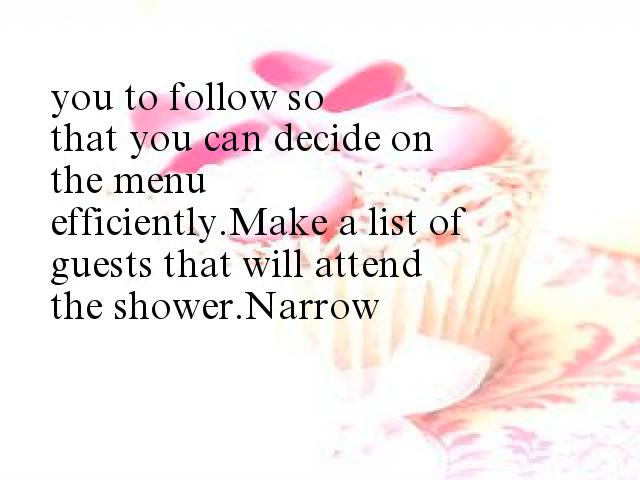 you to follow so
that you can decide on
the menu
efficiently.Make a list of
guests that will attend
the shower.Narrow